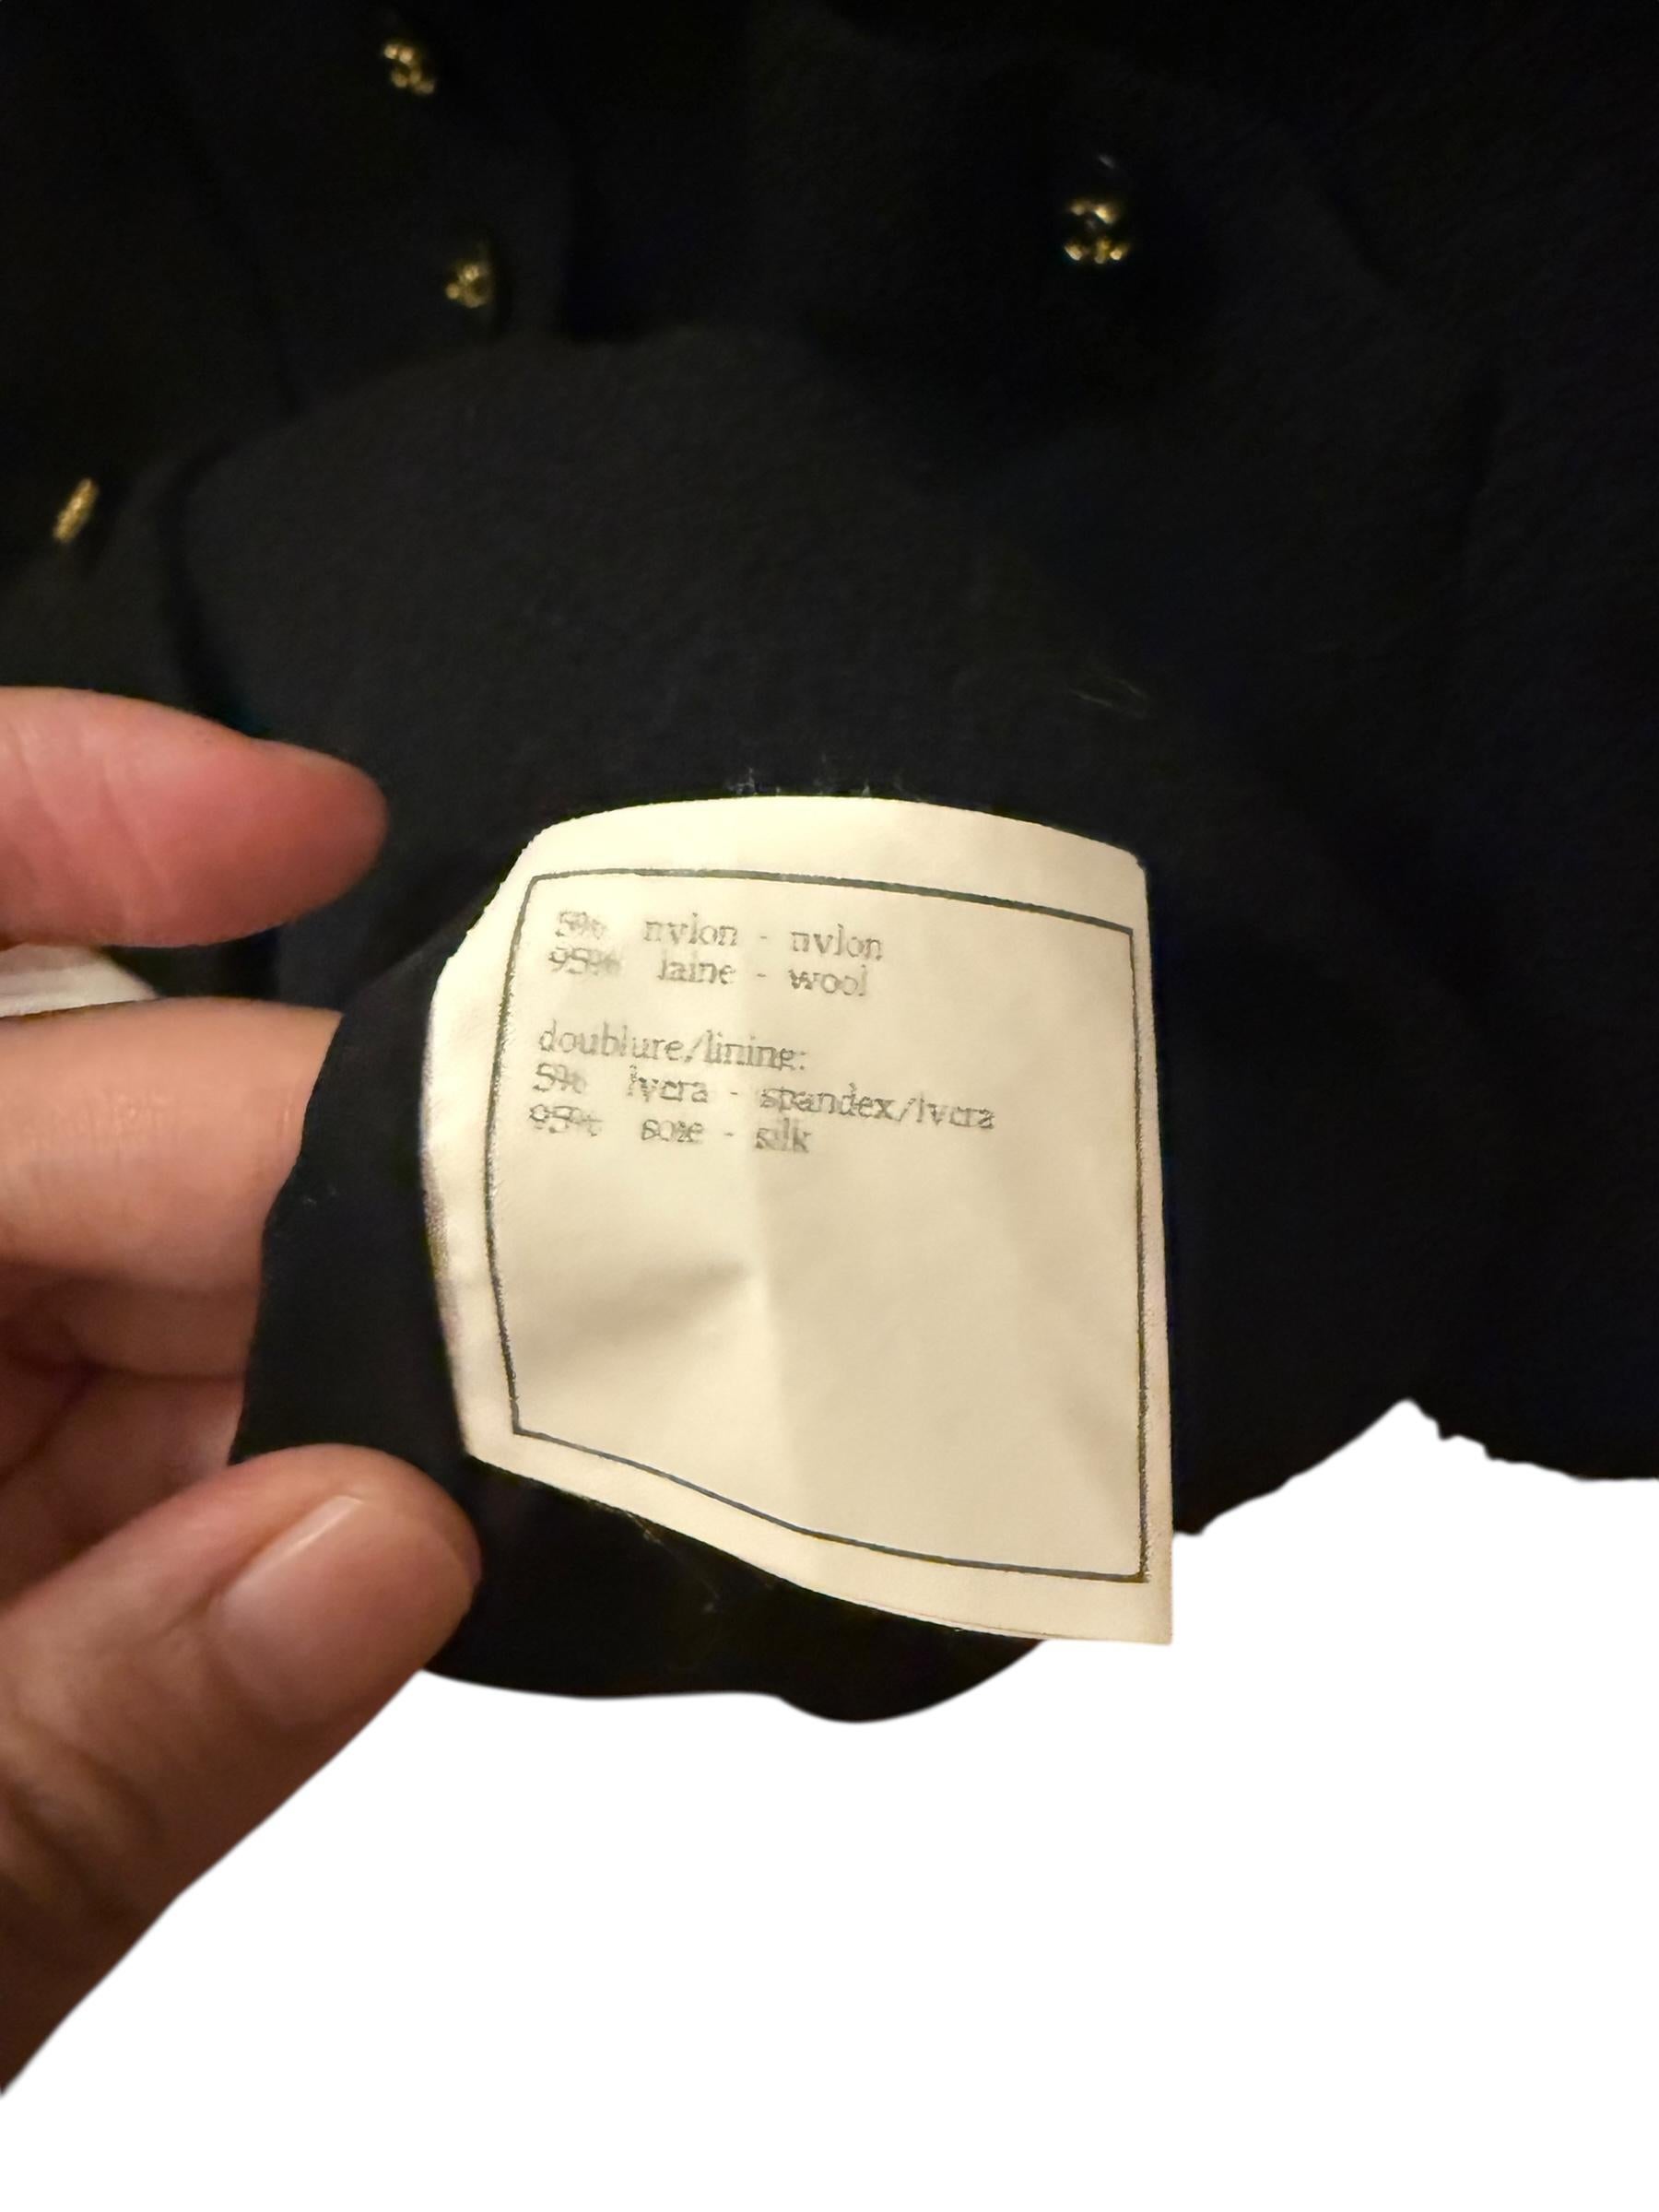 5% nylon - nylon
95% laine - wool
doublure/lining:
5% lycra - spandex/lycra
95% soie - silk